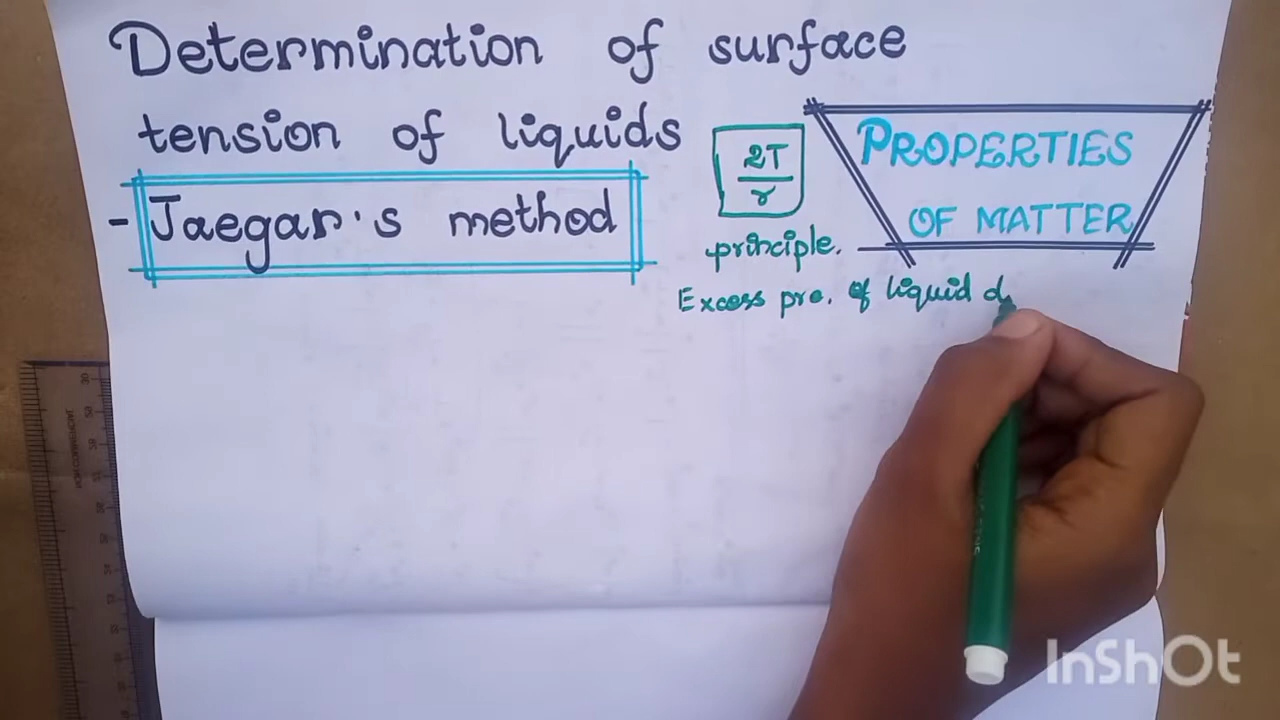 Determination of surface
tension of liquids
- Jaegar's method
2T
r
principle.
PROPERTIES
OF MATTER
Excess pre. of liquid d
InShOt